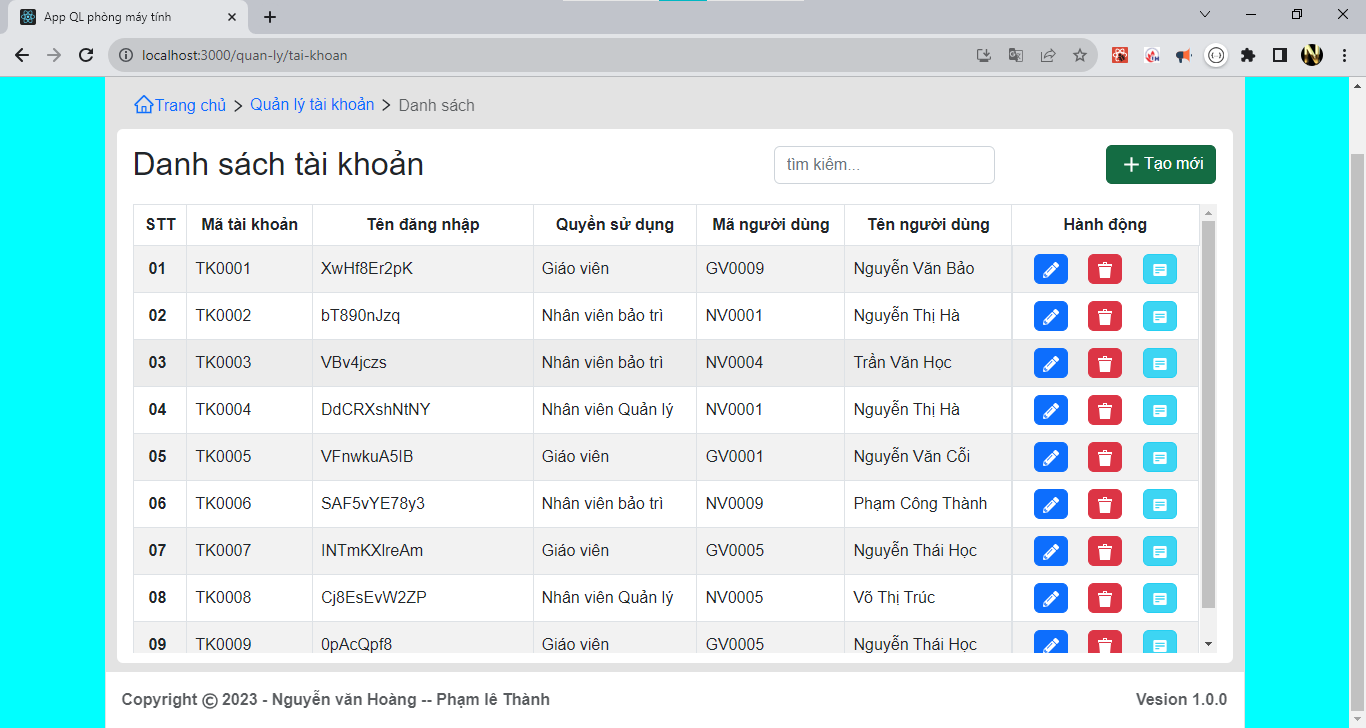 App QL phòng máy tính
localhost:3000/quan-ly/tai-khoan
Trang chủ > Quản lý tài khoản > Danh sách
Danh sách tài khoản tìm kiếm... + Tạo mới
STT Mã tài khoản Tên đăng nhập Quyền sử dụng Mã người dùng Tên người dùng Hành động
01 TK0001 XwHf8Er2pK Giáo viên GV0009 Nguyễn Văn Bảo
02 TK0002 bT890nJzq Nhân viên bảo trì NV0001 Nguyễn Thị Hà
03 TK0003 VBv4jczs Nhân viên bảo trì NV0004 Trần Văn Học
04 TK0004 DdCRXshNtNY Nhân viên Quản lý NV0001 Nguyễn Thị Hà
05 TK0005 VFnwkuA5IB Giáo viên GV0001 Nguyễn Văn Cỗi
06 TK0006 SAF5vYE78y3 Nhân viên bảo trì NV0009 Phạm Công Thành
07 TK0007 INTmKXlreAm Giáo viên GV0005 Nguyễn Thái Học
08 TK0008 Cj8EsEvW2ZP Nhân viên Quản lý NV0005 Võ Thị Trúc
09 TK0009 0pAcQpf8 Giáo viên GV0005 Nguyễn Thái Học
Copyright © 2023 - Nguyễn văn Hoàng -- Phạm lê Thành Vesion 1.0.0